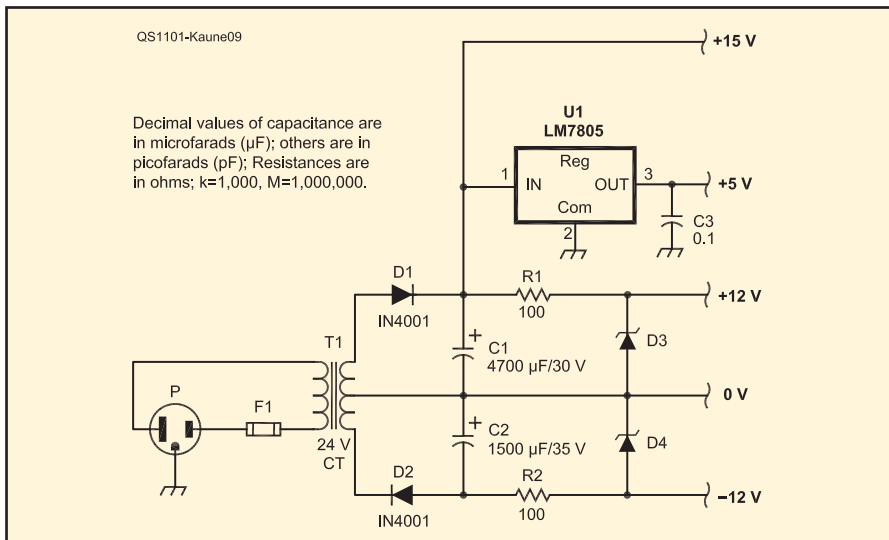 QS1101-Kaune09
+15 V
Decimal values of capacitance are
in microfarads (µF); others are in
picofarads (pF); Resistances are
in ohms; k=1,000, M=1,000,000.
U1
LM7805
Reg
1
IN
OUT
3
+5 V
Com
2
C3
0.1
D1
IN4001
R1
100
+12 V
T1
+
C1
4700 µF/30 V
D3
P
F1
0 V
24 V
CT
+
C2
1500 µF/35 V
D4
D2
IN4001
R2
100
–12 V